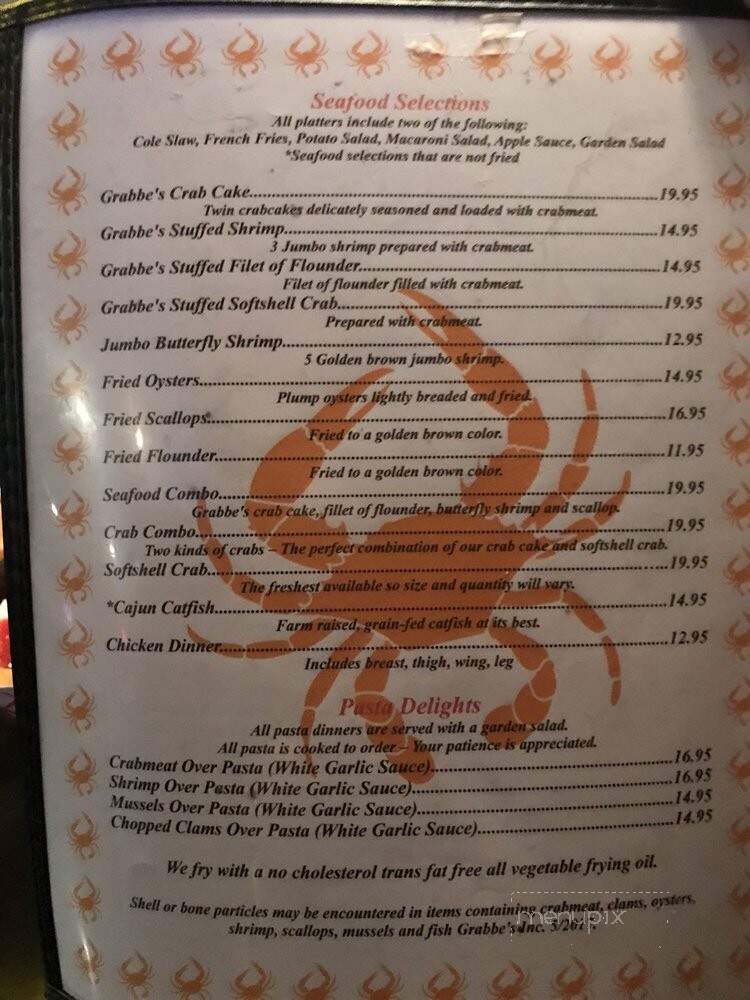 Seafood Selections
All platters include two of the following:
Cole Slaw, French Fries, Potato Salad, Macaroni Salad, Apple Sauce, Garden Salad
*Seafood selections that are not fried
Grabbe's Crab Cake...19.95
Twin crabcakes delicately seasoned and loaded with crabmeat.
Grabbe's Stuffed Shrimp...14.95
3 Jumbo shrimp prepared with crabmeat.
Grabbe's Stuffed Filet of Flounder...14.95
Filet of flounder filled with crabmeat.
Grabbe's Stuffed Softshell Crab...19.95
Prepared with crabmeat.
Jumbo Butterfly Shrimp...12.95
5 Golden brown jumbo shrimp.
Fried Oysters...14.95
Plump oysters lightly breaded and fried.
Fried Scallops...16.95
Fried to a golden brown color.
Fried Flounder...11.95
Fried to a golden brown color.
Seafood Combo...19.95
Grabbe's crab cake, fillet of flounder, butterfly shrimp and scallop.
Crab Combo...19.95
Two kinds of crabs – The perfect combination of our crab cake and softshell crab.
Softshell Crab...19.95
The freshest available so size and quantity will vary.
*Cajun Catfish...14.95
Farm raised, grain-fed catfish at its best.
Chicken Dinner...12.95
Includes breast, thigh, wing, leg
Pasta Delights
All pasta dinners are served with a garden salad.
All pasta is cooked to order – Your patience is appreciated.
Crabmeat Over Pasta (White Garlic Sauce)...16.95
Shrimp Over Pasta (White Garlic Sauce)...16.95
Mussels Over Pasta (White Garlic Sauce)...14.95
Chopped Clams Over Pasta (White Garlic Sauce)...14.95
We fry with a no cholesterol trans fat free all vegetable frying oil.
Shell or bone particles may be encountered in items containing crabmeat, clams, oysters,
shrimp, scallops, mussels and fish Grabbe's Inc.
menupix